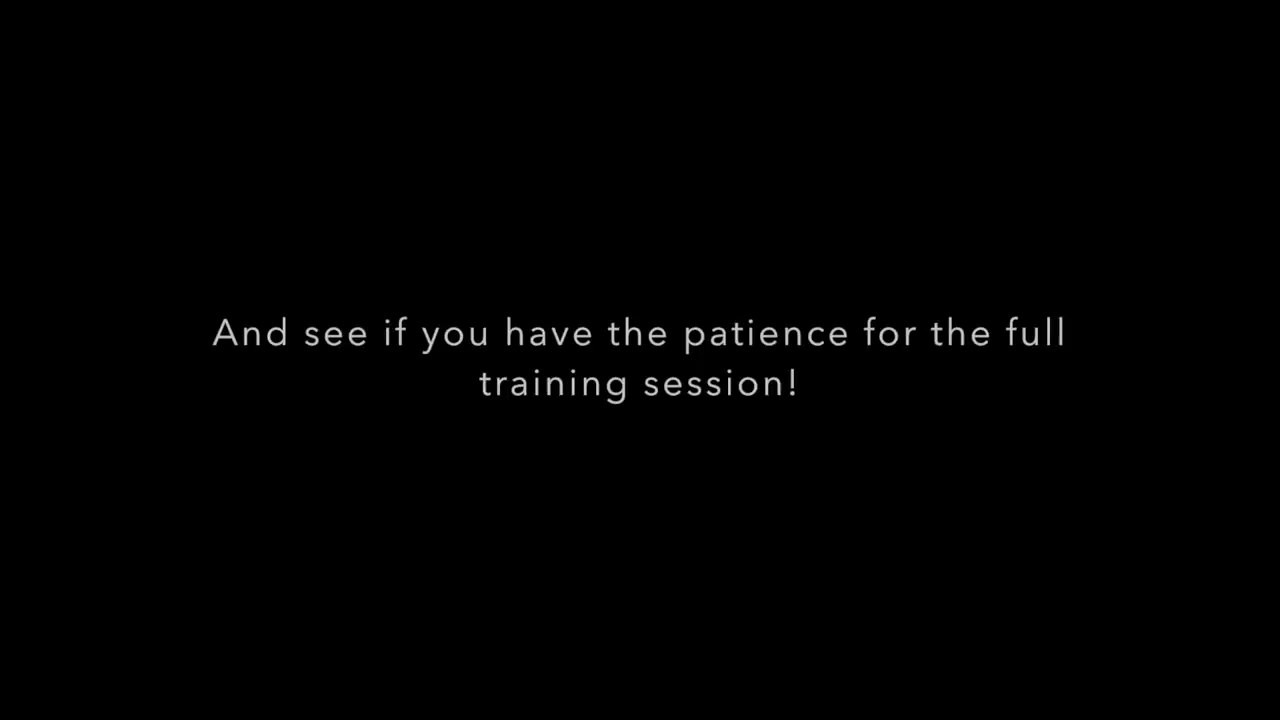 And see if you have the patience for the full
training session!